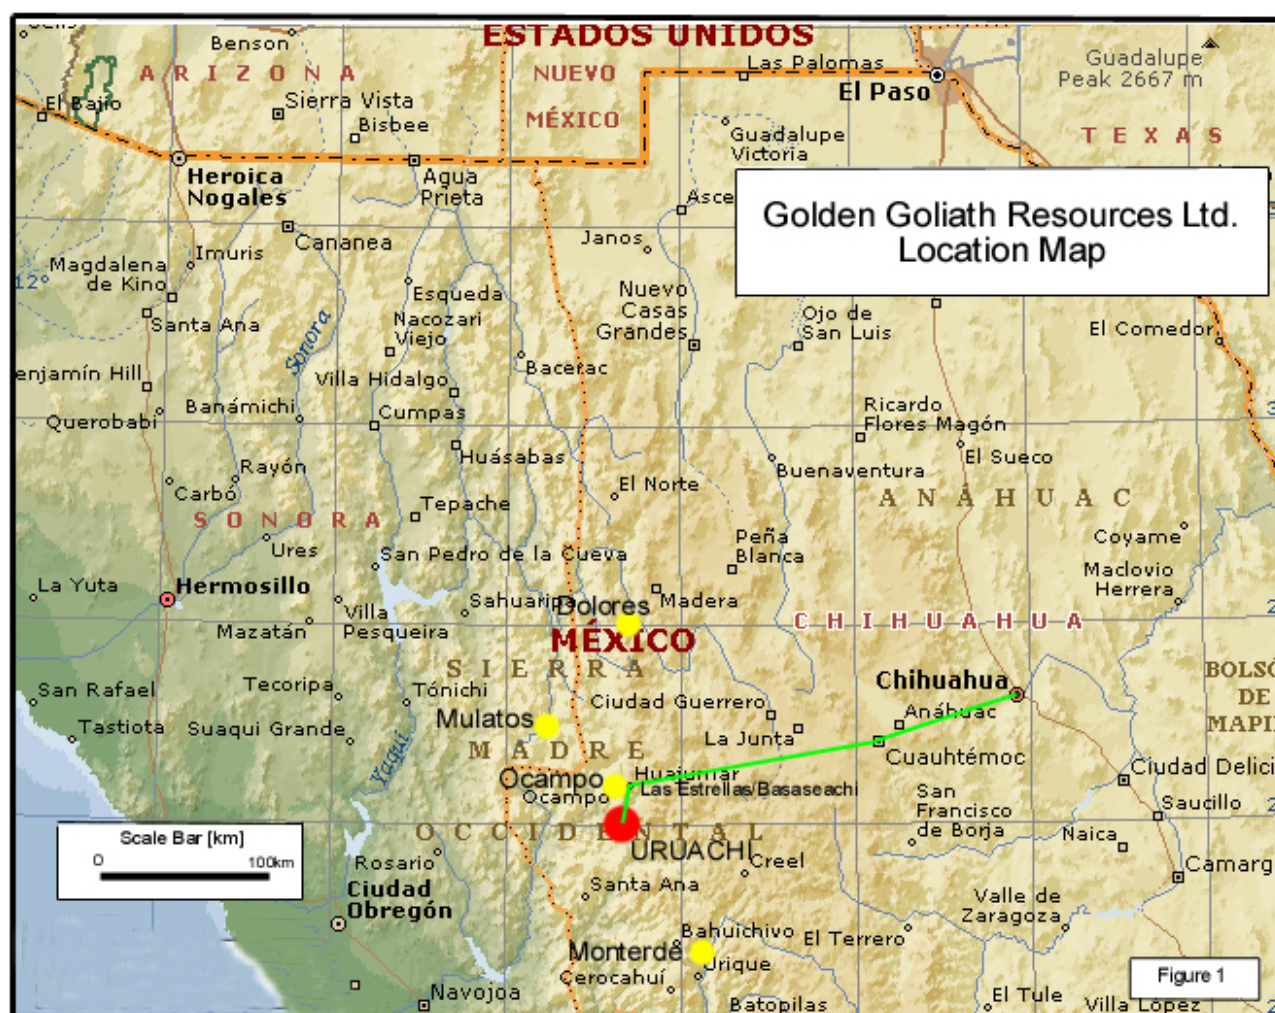 ESTADOS UNIDOS
Benson
ARIZONA
NUEVO
MÉXICO
Las Palomas
Guadalupe
Peak 2667 m
El Paso
El Bajío
Sierra Vista
Bisbee
Guadalupe
Victoria
TEXAS
Heroica
Nogales
Agua
Prieta
Golden Goliath Resources Ltd.
Location Map
Cananea
Janos
Imuris
Magdalena
de Kino
12°
Esqueda
Nuevo
Casas
Grandes
Nacozari
Viejo
Santa Ana
Sonora
Ojo de
San Luis
El Comedor
Bacerac
enjamín Hill
Villa Hidalgo
Querobabi
Banámichi
Cumpas
Ricardo
Flores Magón
El Sueco
Huásabas
Buenaventura
Rayón
Carbó
El Norte
ANÁHUAC
Tepache
SONORA
Ures
San Pedro de la Cueva
Peña
Blanca
Coyame
Maclovio
Herrera
La Yuta
Hermosillo
Villa
Pesqueira
Sahuaripa
Dolores
Madera
Mazatán
CHIHUAHUA
MÉXICO
SIERRA
San Rafael
Tecoripa
Tónichi
Ciudad Guerrero
Chihuahua
BOLSÓ
DE
MAPI
Tastiota
Suaqui Grande
Mulatos
Anáhuac
La Junta
Cuauhtémoc
MADRE
Yaqui
Ocampo
Huajumar
Las Estrellas/Basaseachi
Ocampo
Ciudad Delici
San
Francisco
de Borja
Saucillo
Naica
OCCIDENTAL
URUACHI
Scale Bar [km]
0
100km
Rosario
Creel
Camarg
Ciudad
Obregón
Santa Ana
Valle de
Zaragoza
Bahuichivo
El Terrero
Monterde
Cerocahuí
Urique
Figure 1
Navojoa
Batopilas
El Tule
Villa López